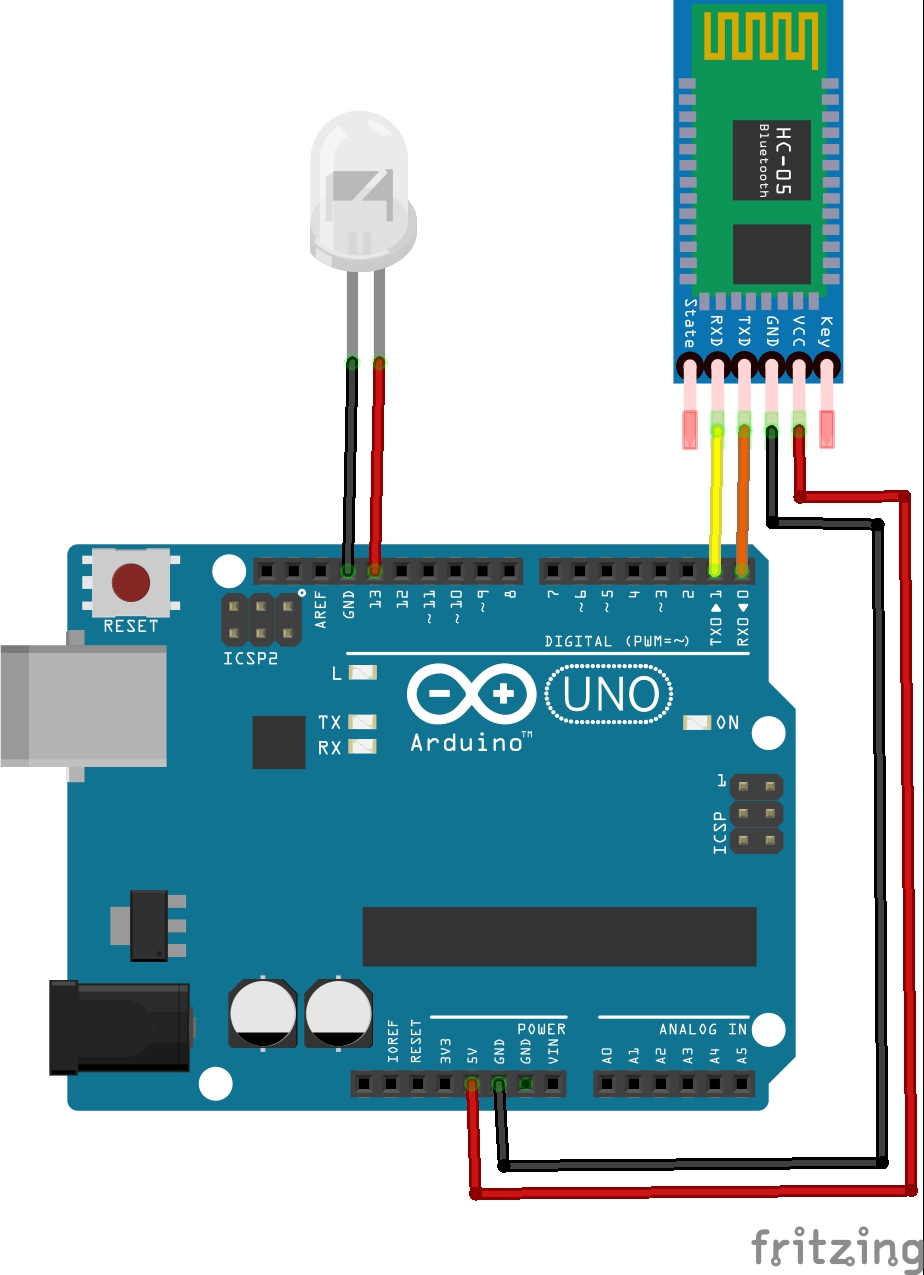 HC-05
Bluetooth
State
RXD
TXD
GND
VCC
Key
RESET
ICSP2
AREF
GND
13
12
~11
~10
~9
8
7
~6
~5
4
~3
2
TX0▶1
RX0◀0
DIGITAL (PWM=~)
L
TX
RX
Arduino™
UNO
ON
1
ICSP
IOREF
RESET
3V3
5V
GND
GND
VIN
POWER
ANALOG IN
A0
A1
A2
A3
A4
A5
fritzing